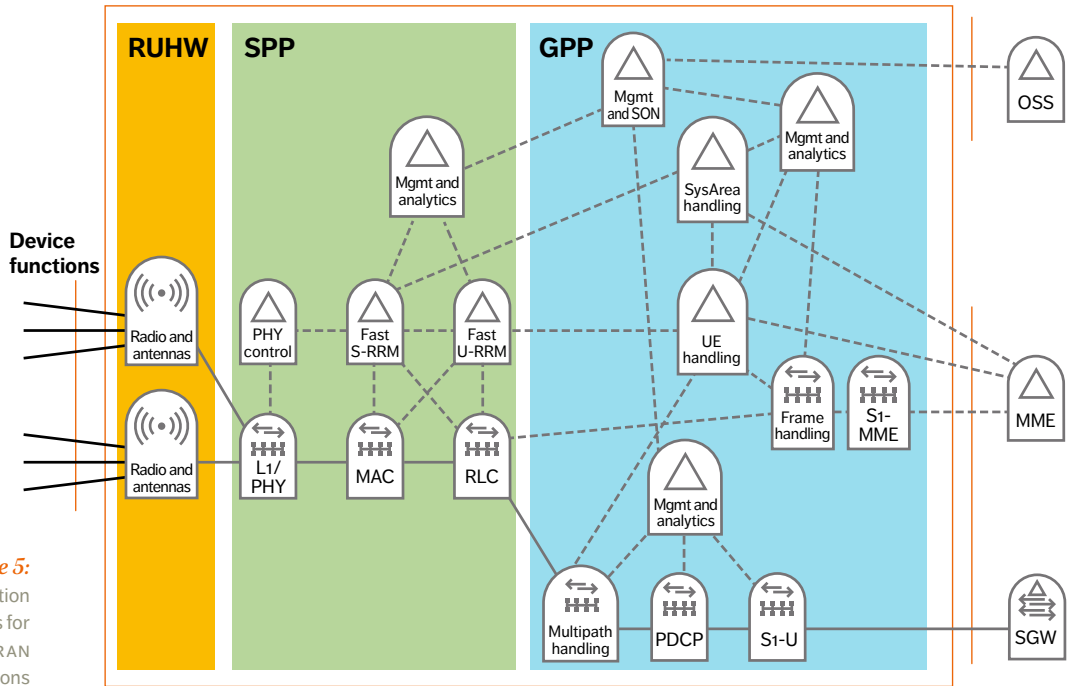 RUHW
SPP
GPP
Mgmt
and SON
OSS
Mgmt and
analytics
Mgmt and
analytics
SysArea
handling
Device
functions
Radio and
antennas
PHY
control
Fast
S-RRM
Fast
U-RRM
UE
handling
Frame
handling
S1-
MME
MME
Radio and
antennas
L1/
PHY
MAC
RLC
Mgmt and
analytics
Multipath
handling
PDCP
S1-U
SGW
e 5:
tion
s for
RAN
ions